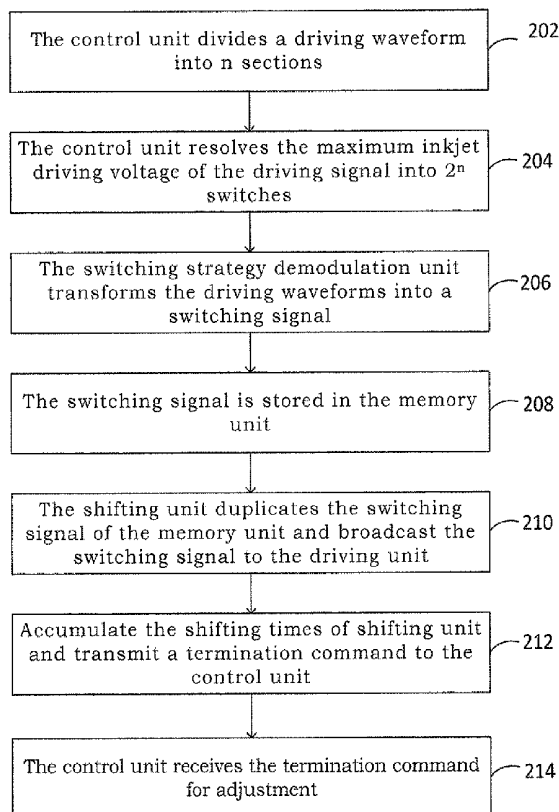 The control unit divides a driving waveform
into n sections
202
The control unit resolves the maximum inkjet
driving voltage of the driving signal into 2ⁿ
switches
204
The switching strategy demodulation unit
transforms the driving waveforms into a
switching signal
206
The switching signal is stored in the memory
unit
208
The shifting unit duplicates the switching
signal of the memory unit and broadcast the
switching signal to the driving unit
210
Accumulate the shifting times of shifting unit
and transmit a termination command to the
control unit
212
The control unit receives the termination command
for adjustment
214